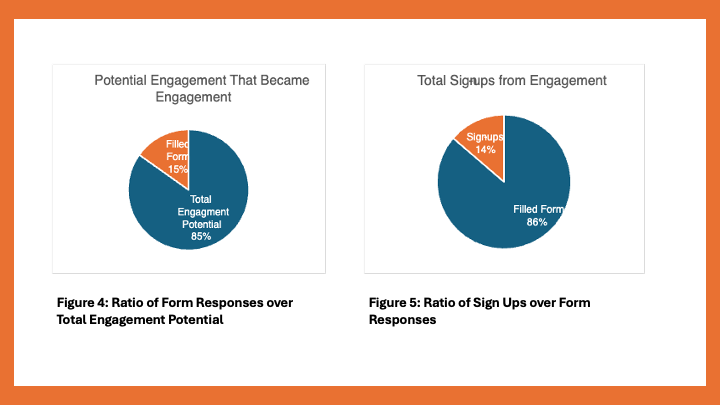 Potential Engagement That Became
Engagement
Filled
Form
15%
Total
Engagment
Potential
85%
Figure 4: Ratio of Form Responses over
Total Engagement Potential
Total Signups from Engagement
Signups
14%
Filled Form
86%
Figure 5: Ratio of Sign Ups over Form
Responses